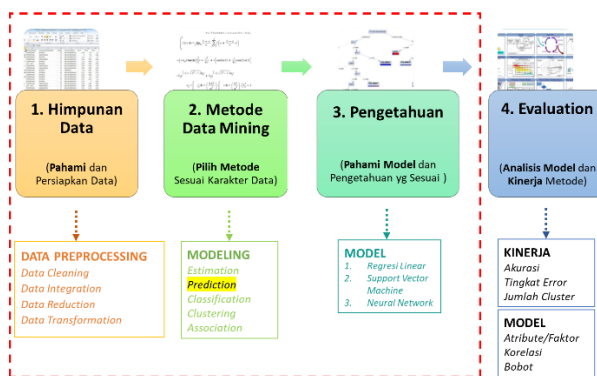 1. Himpunan
Data
(Pahami dan
Persiapkan Data)
2. Metode
Data Mining
(Pilih Metode
Sesuai Karakter Data)
3. Pengetahuan
(Pahami Model dan
Pengetahuan yg Sesuai )
4. Evaluation
(Analisis Model dan
Kinerja Metode)
DATA PREPROCESSING
Data Cleaning
Data Integration
Data Reduction
Data Transformation
MODELING
Estimation
Prediction
Classification
Clustering
Association
MODEL
1. Regresi Linear
2. Support Vector
Machine
3. Neural Network
KINERJA
Akurasi
Tingkat Error
Jumlah Cluster
MODEL
Atribute/Faktor
Korelasi
Bobot